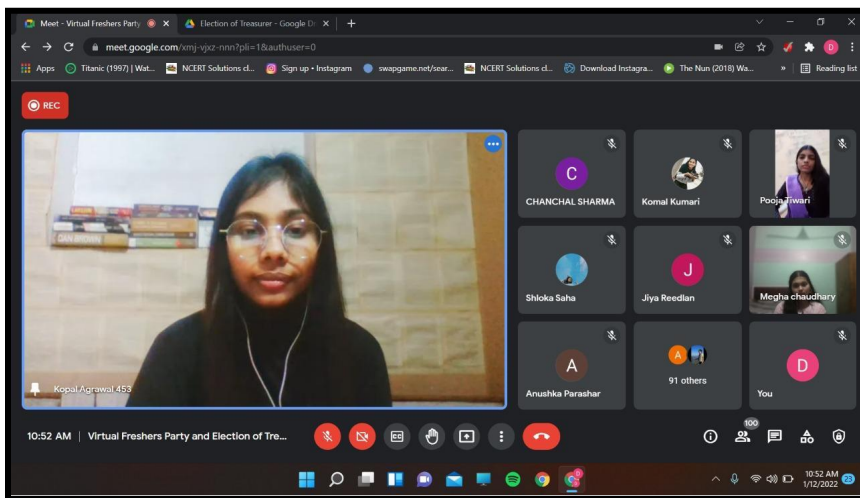 Meet - Virtual Freshers Party
Election of Treasurer - Google D
meet.google.com/xmj-vjxz-nnn?pli=1&authuser=0
D
Apps
Titanic (1997) | Wat...
NCERT Solutions cl...
Sign up • Instagram
swapgame.net/sear...
NCERT Solutions cl...
Download Instagra...
The Nun (2018) Wa...
»
Reading list
REC
DAN BROWN
Kopal Agrawal 453
C
CHANCHAL SHARMA
Komal Kumari
Pooja Tiwari
Shloka Saha
J
Jiya Reedlan
Megha chaudhary
A
Anushka Parashar
A
91 others
D
You
10:52 AM | Virtual Freshers Party and Election of Tre...
CC
100
10:52 AM
1/12/2022
23